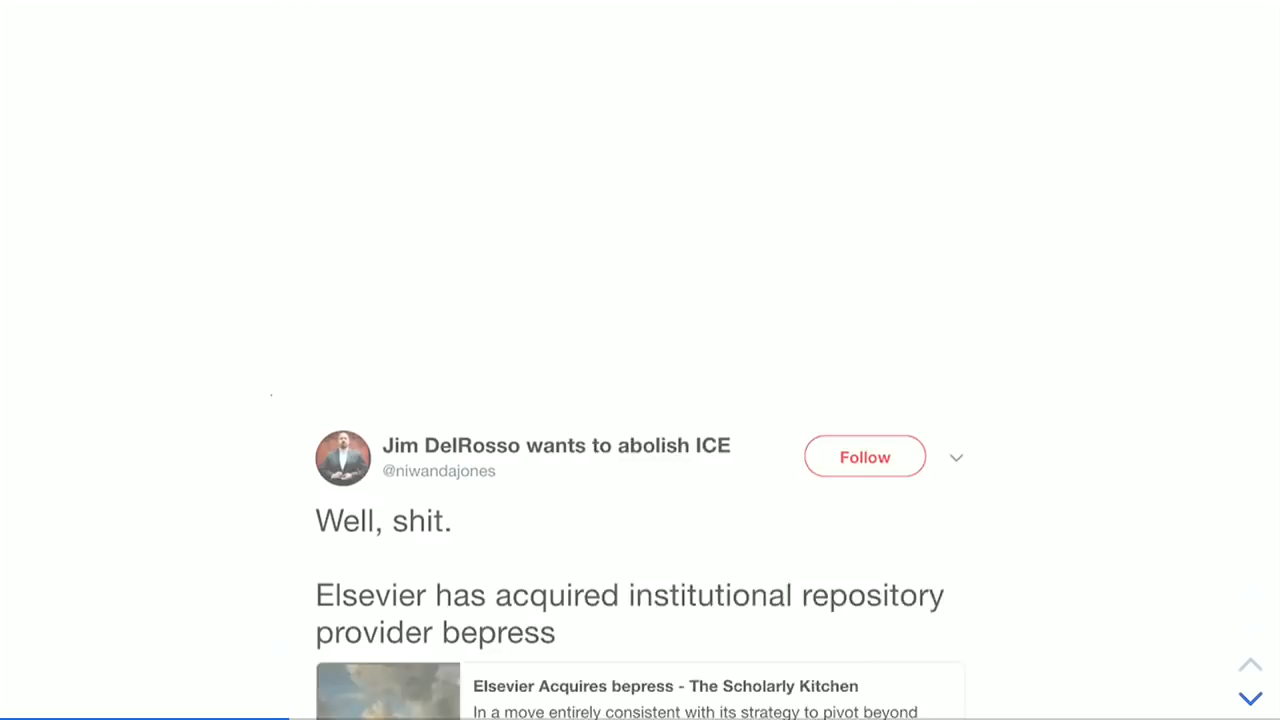 Jim DelRosso wants to abolish ICE
@niwandajones
Follow
Well, shit.
Elsevier has acquired institutional repository
provider bepress
Elsevier Acquires bepress - The Scholarly Kitchen
In a move entirely consistent with its strategy to pivot beyond